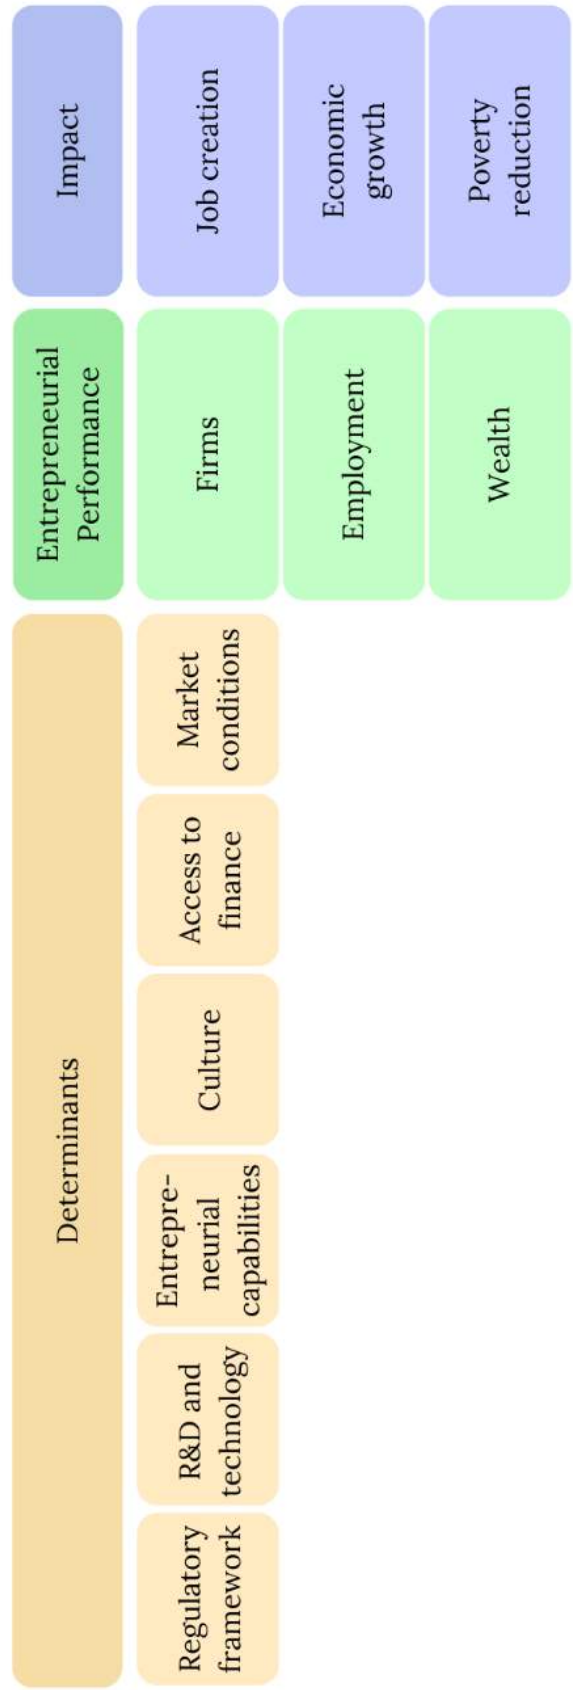 Determinants
Entrepreneurial
Performance
Impact
Regulatory
framework
R&D and
technology
Entrepre-
neurial
capabilities
Culture
Access to
finance
Market
conditions
Firms
Job creation
Employment
Economic
growth
Wealth
Poverty
reduction